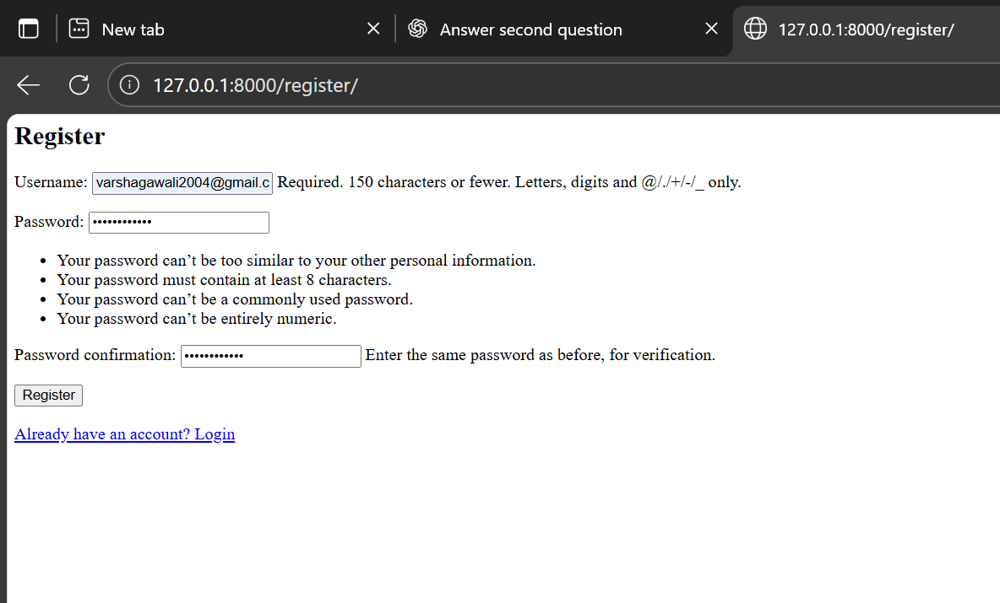 New tab
Answer second question
127.0.0.1:8000/register/
127.0.0.1:8000/register/
Register
Username: varshagawali2004@gmail.c Required. 150 characters or fewer. Letters, digits and @/./+/-/_ only.
Password: ••••••••••••
• Your password can’t be too similar to your other personal information.
• Your password must contain at least 8 characters.
• Your password can’t be a commonly used password.
• Your password can’t be entirely numeric.
Password confirmation: •••••••••••• Enter the same password as before, for verification.
Register
Already have an account? Login